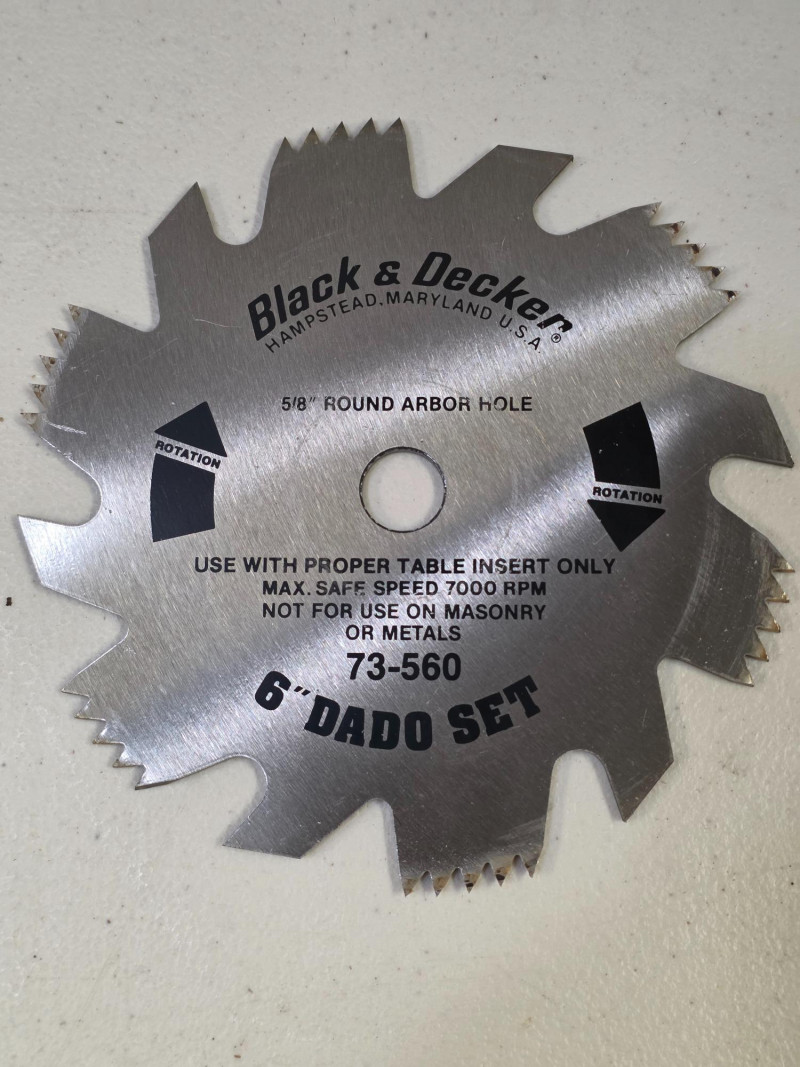 Black & Decker®
HAMPSTEAD, MARYLAND U.S.A.
5/8" ROUND ARBOR HOLE
ROTATION
ROTATION
USE WITH PROPER TABLE INSERT ONLY
MAX. SAFE SPEED 7000 RPM
NOT FOR USE ON MASONRY
OR METALS
73-560
6" DADO SET